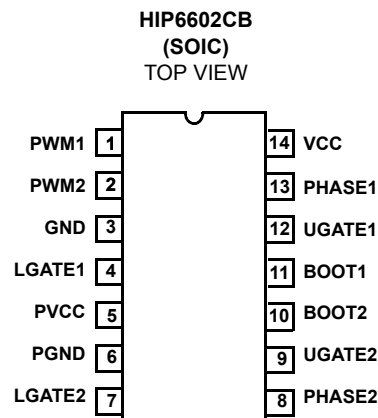 HIP6602CB
(SOIC)
TOP VIEW
PWM1 1 14 VCC
PWM2 2 13 PHASE1
GND 3 12 UGATE1
LGATE1 4 11 BOOT1
PVCC 5 10 BOOT2
PGND 6 9 UGATE2
LGATE2 7 8 PHASE2